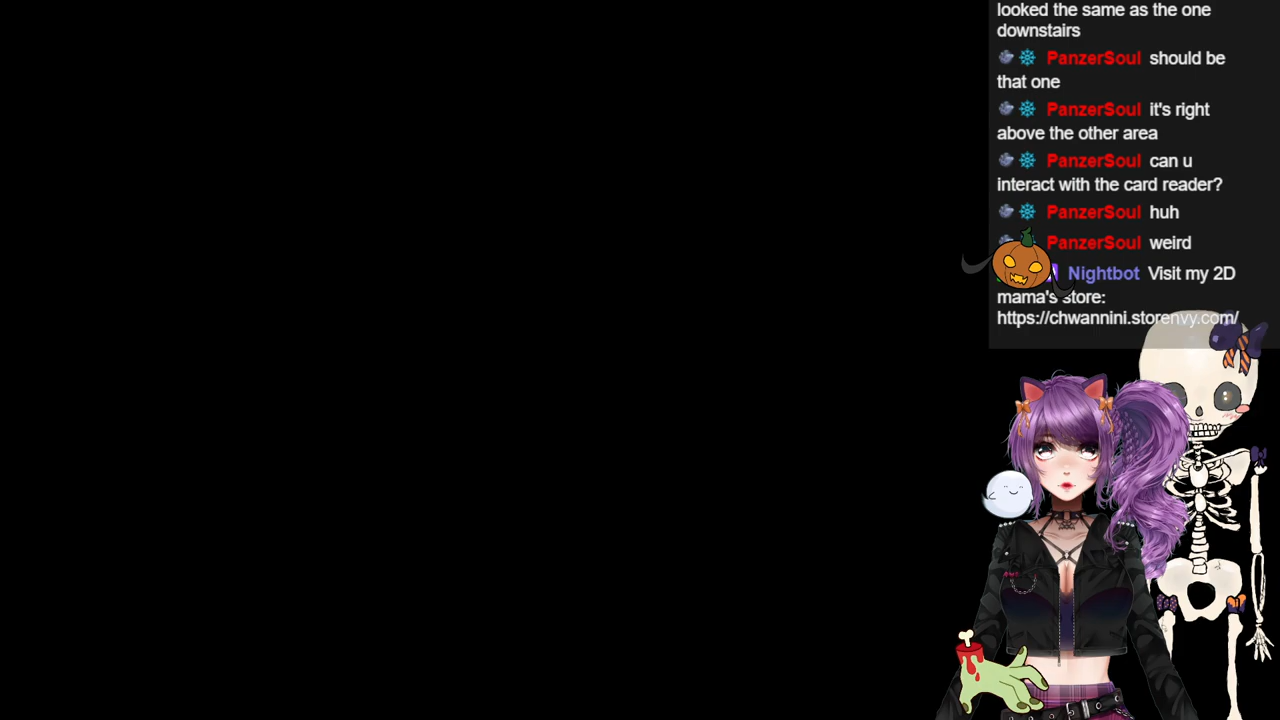 looked the same as the one
downstairs
PanzerSoul should be
that one
PanzerSoul it's right
above the other area
PanzerSoul can u
interact with the card reader?
PanzerSoul huh
PanzerSoul weird
Nightbot Visit my 2D
mama's store:
https://chwannini.storenvy.com/